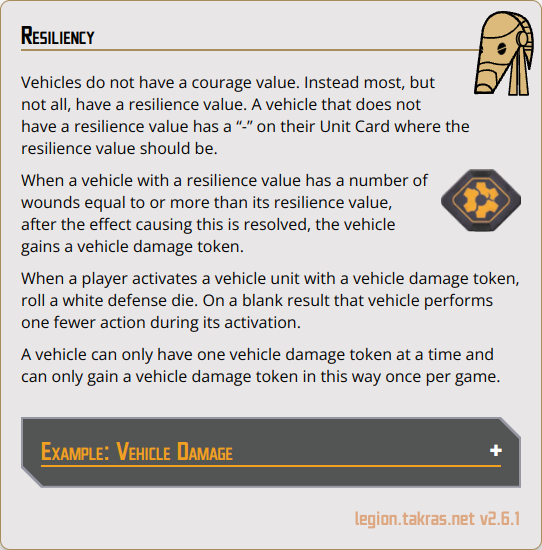 Resiliency
Vehicles do not have a courage value. Instead most, but
not all, have a resilience value. A vehicle that does not
have a resilience value has a “-” on their Unit Card where the
resilience value should be.
When a vehicle with a resilience value has a number of
wounds equal to or more than its resilience value,
after the effect causing this is resolved, the vehicle
gains a vehicle damage token.
When a player activates a vehicle unit with a vehicle damage token,
roll a white defense die. On a blank result that vehicle performs
one fewer action during its activation.
A vehicle can only have one vehicle damage token at a time and
can only gain a vehicle damage token in this way once per game.
Example: Vehicle Damage +
legion.takras.net v2.6.1